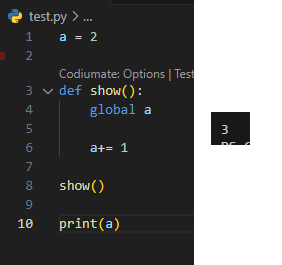 test.py > ...
1 a = 2
2
Codiumate: Options | Test
3 def show():
4 global a
5
6 a+= 1
7
8 show()
9
10 print(a)
3